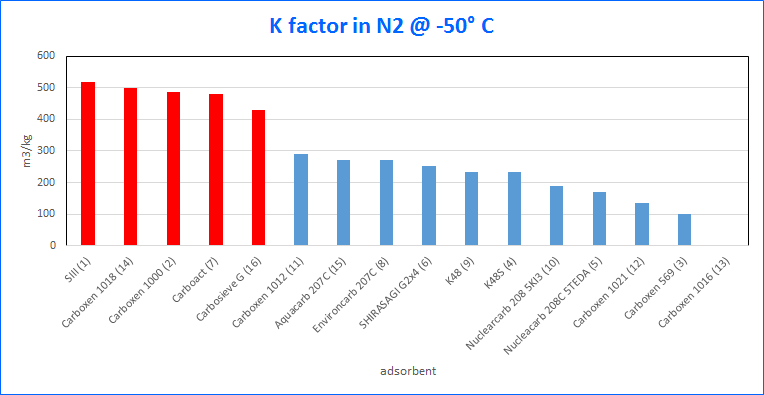 K factor in N2 @ -50° C
600
500
400
300
200
100
0
m3/kg
SIII (1)
Carboxen 1018 (14)
Carboxen 1000 (2)
Carboact (7)
Carbosieve G (16)
Carboxen 1012 (11)
Aquacarb 207C (15)
Environcarb 207C (8)
SHIRASAGI G2x4 (6)
K48 (9)
K48S (4)
Nuclearcarb 208 5KI3 (10)
Nucleacarb 208C 5TEDA (5)
Carboxen 1021 (12)
Carboxen 569 (3)
Carboxen 1016 (13)
adsorbent